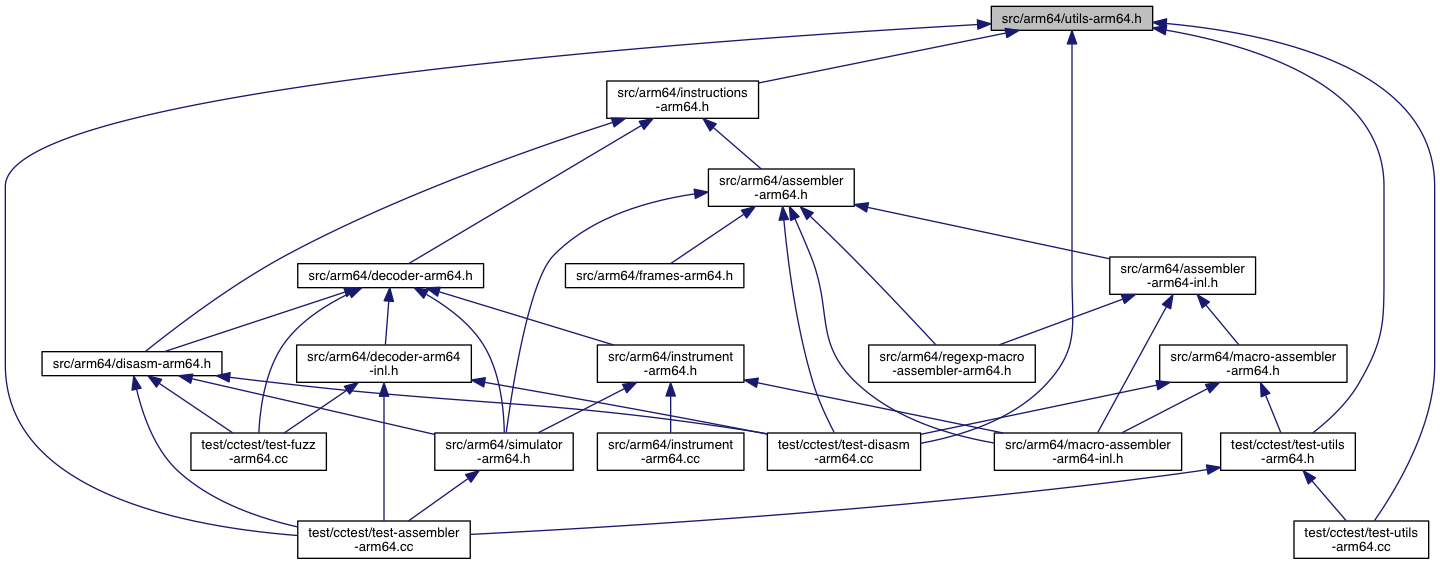 src/arm64/utils-arm64.h
src/arm64/instructions
-arm64.h
src/arm64/assembler
-arm64.h
src/arm64/decoder-arm64.h
src/arm64/frames-arm64.h
src/arm64/assembler
-arm64-inl.h
src/arm64/disasm-arm64.h
src/arm64/decoder-arm64
-inl.h
src/arm64/instrument
-arm64.h
src/arm64/regexp-macro
-assembler-arm64.h
src/arm64/macro-assembler
-arm64.h
test/cctest/test-fuzz
-arm64.cc
src/arm64/simulator
-arm64.h
src/arm64/instrument
-arm64.cc
test/cctest/test-disasm
-arm64.cc
src/arm64/macro-assembler
-arm64-inl.h
test/cctest/test-utils
-arm64.h
test/cctest/test-assembler
-arm64.cc
test/cctest/test-utils
-arm64.cc